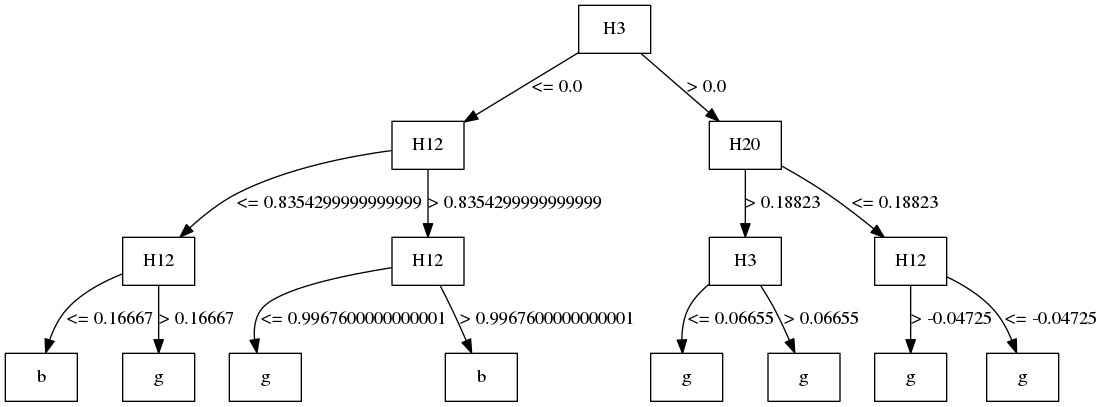 H3
<= 0.0
> 0.0
H12
H20
<= 0.8354299999999999
> 0.8354299999999999
> 0.18823
<= 0.18823
H12
H12
H3
H12
<= 0.16667
> 0.16667
<= 0.9967600000000001
> 0.9967600000000001
<= 0.06655
> 0.06655
> -0.04725
<= -0.04725
b
g
g
b
g
g
g
g